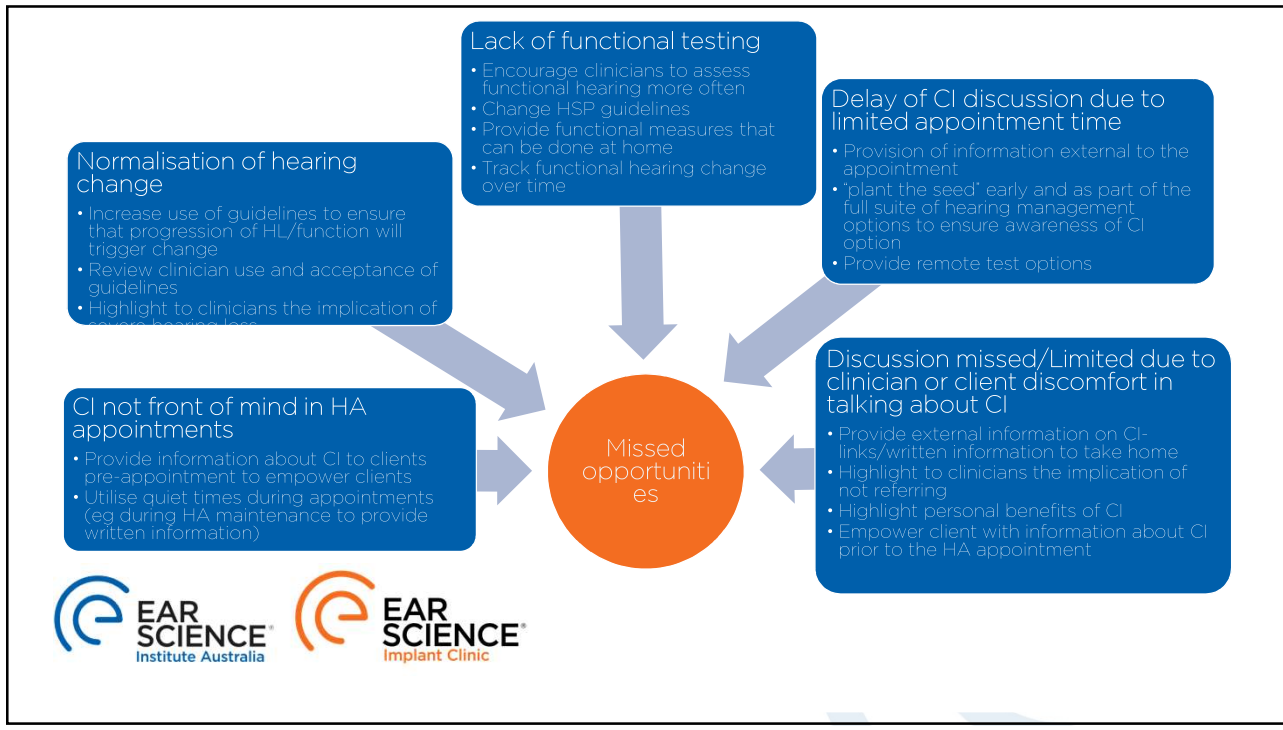 Lack of functional testing
• Encourage clinicians to assess
functional hearing more often
• Change HSP guidelines
• Provide functional measures that
can be done at home
• Track functional hearing change
over time
Delay of CI discussion due to
limited appointment time
• Provision of information external to the
appointment
• "plant the seed" early and as part of the
full suite of hearing management
options to ensure awareness of CI
option
• Provide remote test options
Normalisation of hearing
change
• Increase use of guidelines to ensure
that progression of HL/function will
trigger change
• Review clinician use and acceptance of
guidelines
• Highlight to clinicians the implication of
severe hearing loss
Discussion missed/Limited due to
clinician or client discomfort in
talking about CI
• Provide external information on CI-
links/written information to take home
• Highlight to clinicians the implication of
not referring
• Highlight personal benefits of CI
• Empower client with information about CI
prior to the HA appointment
CI not front of mind in HA
appointments
• Provide information about CI to clients
pre-appointment to empower clients
• Utilise quiet times during appointments
(eg during HA maintenance to provide
written information)
Missed
opportuniti
es
EAR
SCIENCE®
Institute Australia
EAR
SCIENCE®
Implant Clinic